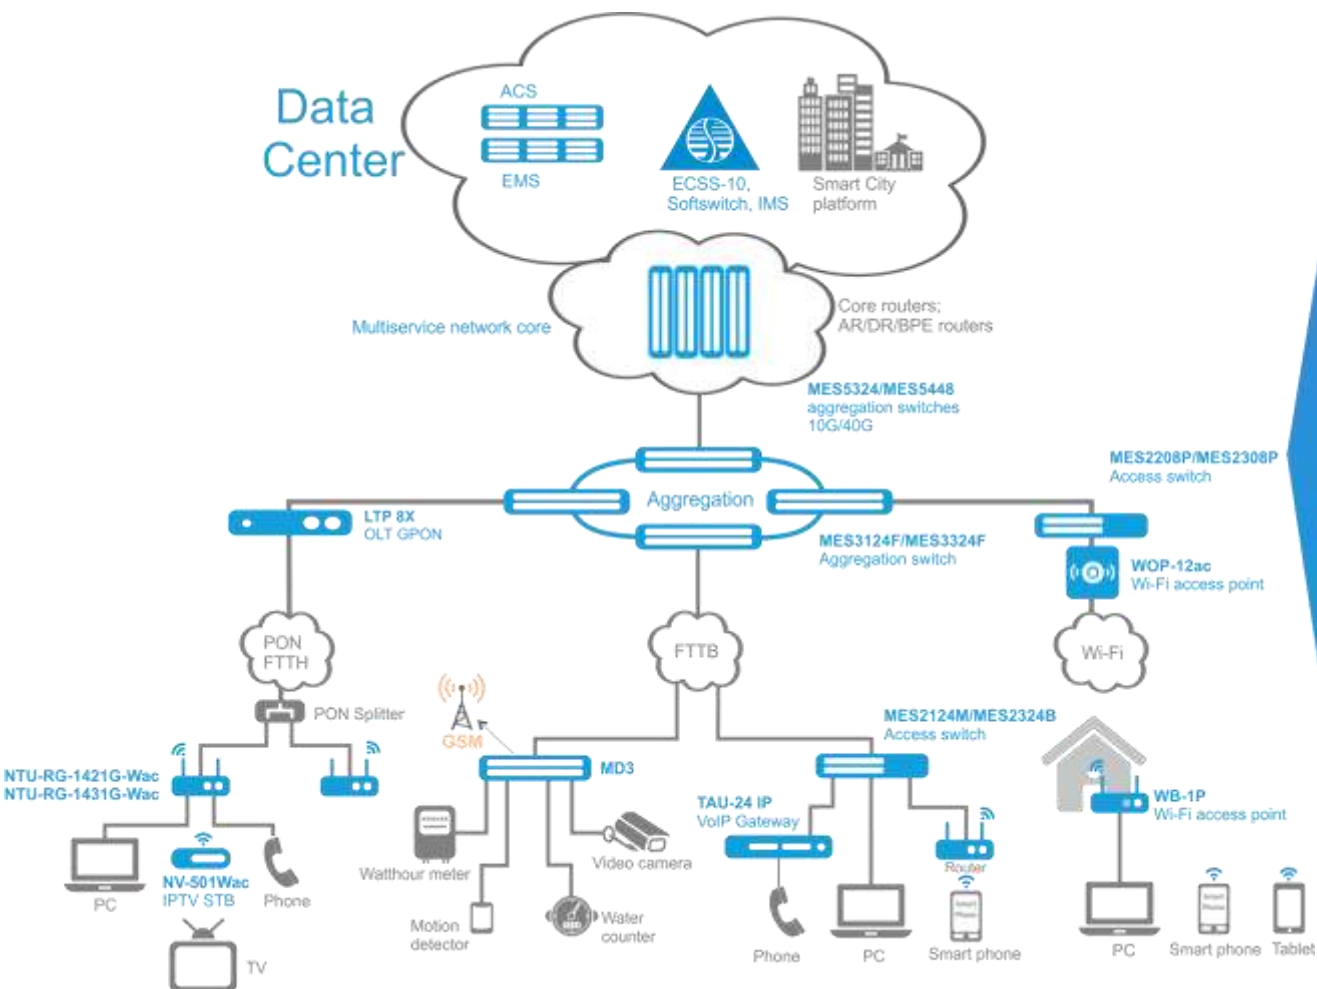 Data
Center
ACS
EMS
ECSS-10,
Softswitch, IMS
Smart City
platform
Multiservice network core
Core routers;
AR/DR/BPE routers
MES5324/MES5448
aggregation switches
10G/40G
Aggregation
MES2208P/MES2308P
Access switch
LTP 8X
OLT GPON
MES3124F/MES3324F
Aggregation switch
WOP-12ac
Wi-Fi access point
PON
FTTH
FTTB
Wi-Fi
PON Splitter
GSM
MES2124M/MES2324B
Access switch
NTU-RG-1421G-Wac
NTU-RG-1431G-Wac
MD3
TAU-24 IP
VoIP Gateway
WB-1P
Wi-Fi access point
Watthour meter
Video camera
Router
NV-501Wac
IPTV STB
PC
Phone
Motion
detector
Water
counter
Smart
Phone
Smart
Phone
Phone
PC
Smart phone
PC
Smart phone
Tablet
TV